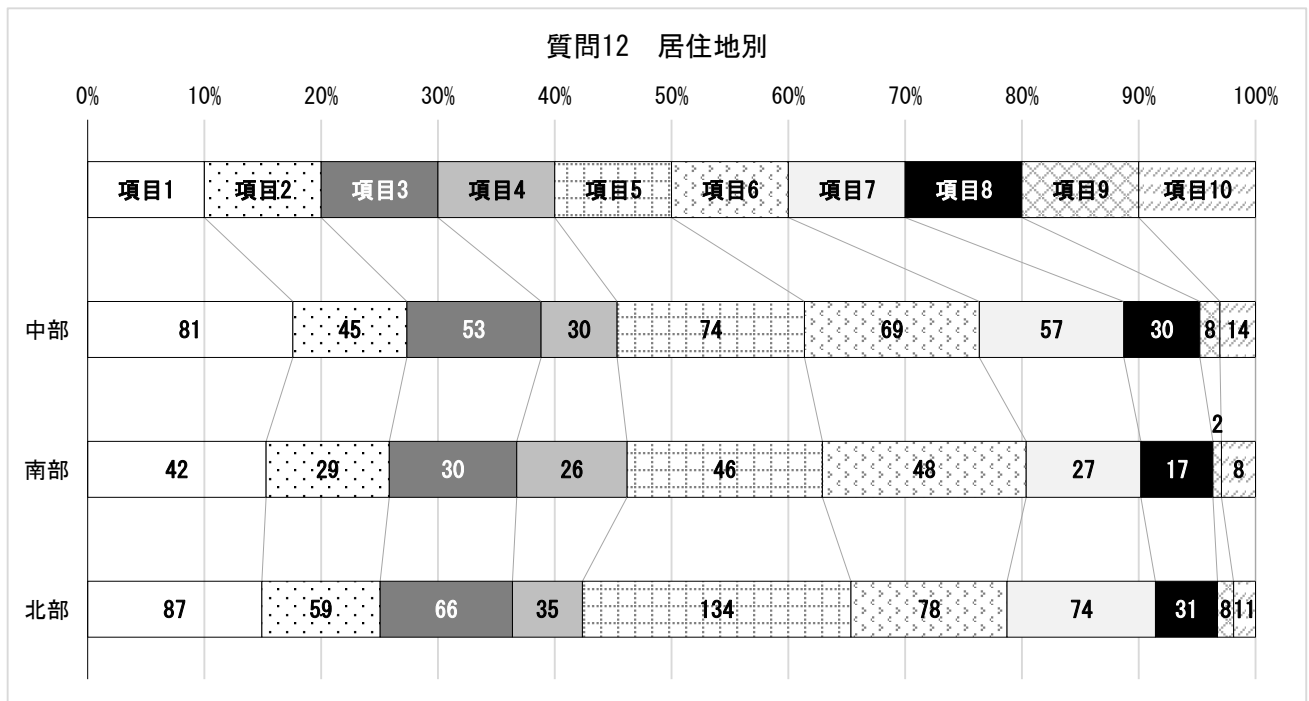 質問12 居住地別
0% 10% 20% 30% 40% 50% 60% 70% 80% 90% 100%
項目1 項目2 項目3 項目4 項目5 項目6 項目7 項目8 項目9 項目10
中部 81 45 53 30 74 69 57 30 8 14
2
南部 42 29 30 26 46 48 27 17 8
北部 87 59 66 35 134 78 74 31 8 11